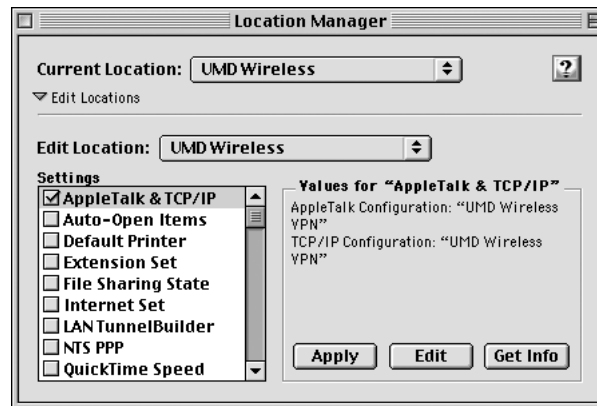 Location Manager
Current Location: UMD Wireless
?
Edit Locations
Edit Location: UMD Wireless
Settings
AppleTalk & TCP/IP
Auto-Open Items
Default Printer
Extension Set
File Sharing State
Internet Set
LAN TunnelBuilder
NTS PPP
QuickTime Speed
Values for “AppleTalk & TCP/IP”
AppleTalk Configuration: “UMD Wireless
VPN”
TCP/IP Configuration: “UMD Wireless
VPN”
Apply
Edit
Get Info